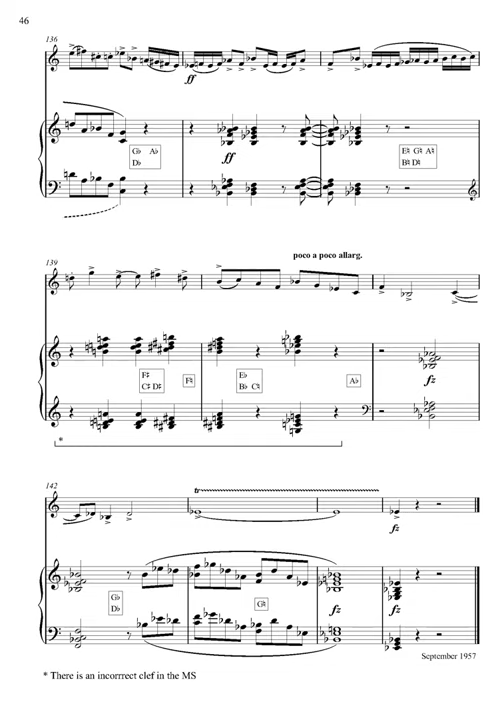 46
136
ff
ff
G♭ A♭
D♭
E♮ G♮ A♮
B♮ D♮
139
poco a poco allarg.
F♮
C♮ D♮
F♮
E♭
B♭ C♮
A♭
fz
*
142
G♭
D♭
G♮
fz
fz
fz
September 1957
* There is an incorrrect clef in the MS